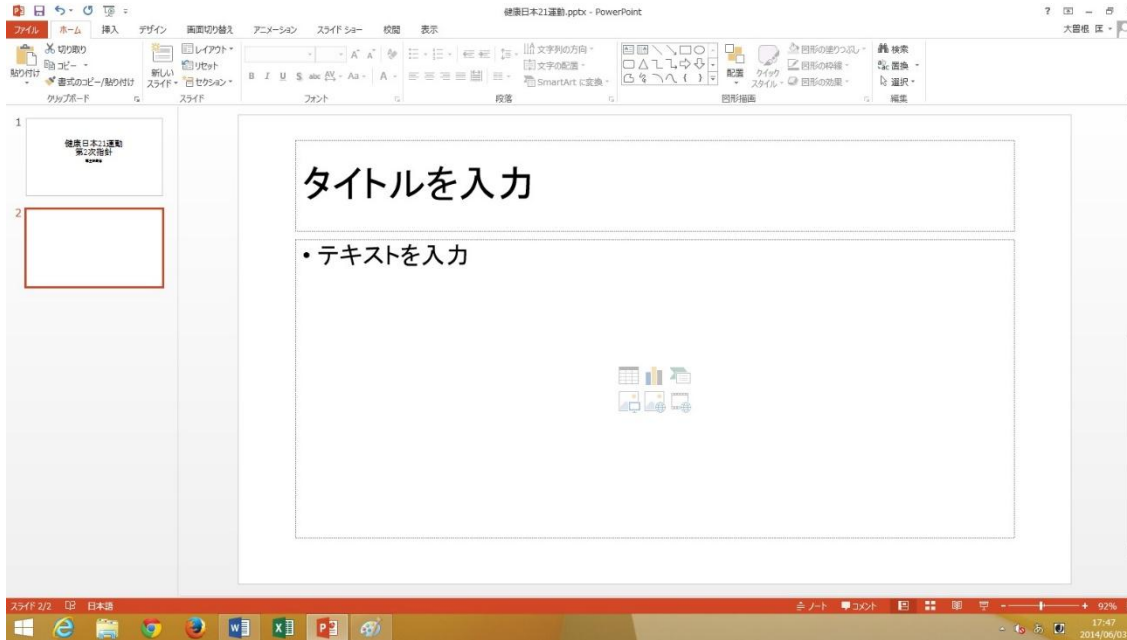 健康日本21運動.pptx - PowerPoint
ファイル ホーム 挿入 デザイン 画面切り替え アニメーション スライド ショー 校閲 表示
大曽根 匡
貼り付け
切り取り
コピー
書式のコピー/貼り付け
クリップボード
新しい
スライド
レイアウト
リセット
セクション
スライド
B I U S abc AV Aa A
フォント
文字列の方向
文字の配置
SmartArt に変換
段落
配置
クイック
スタイル
図形の塗りつぶし
図形の枠線
図形の効果
図形描画
検索
置換
選択
編集
1
健康日本21運動
第2次指針
2
タイトルを入力
• テキストを入力
スライド 2/2 日本語 ノート コメント 92%
あ
17:47
2014/06/03